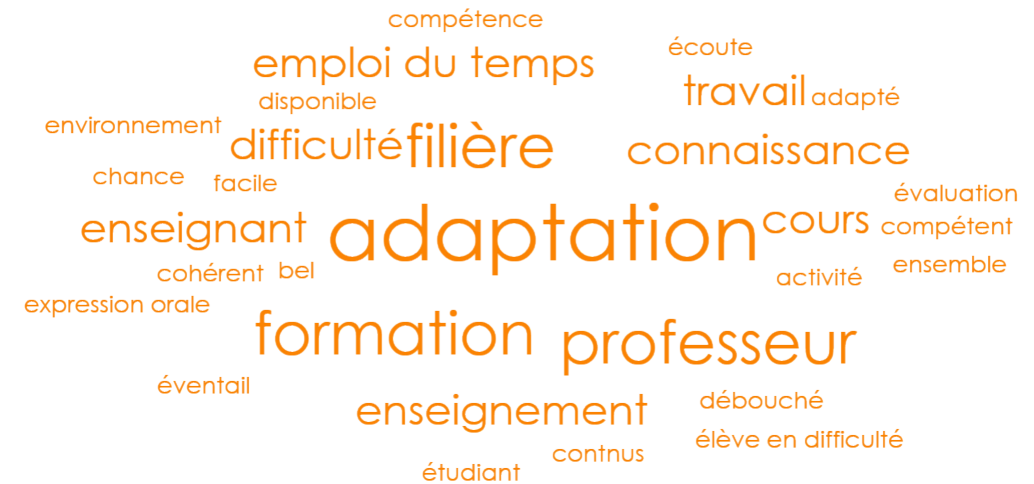 compétence
écoute
emploi du temps
travail adapté
disponible
environnement
difficulté filière
connaissance
chance facile
évaluation
enseignant adaptation cours compétent
cohérent bel
activité ensemble
expression orale
formation professeur
éventail
enseignement débouché
élève en difficulté
contnus
étudiant